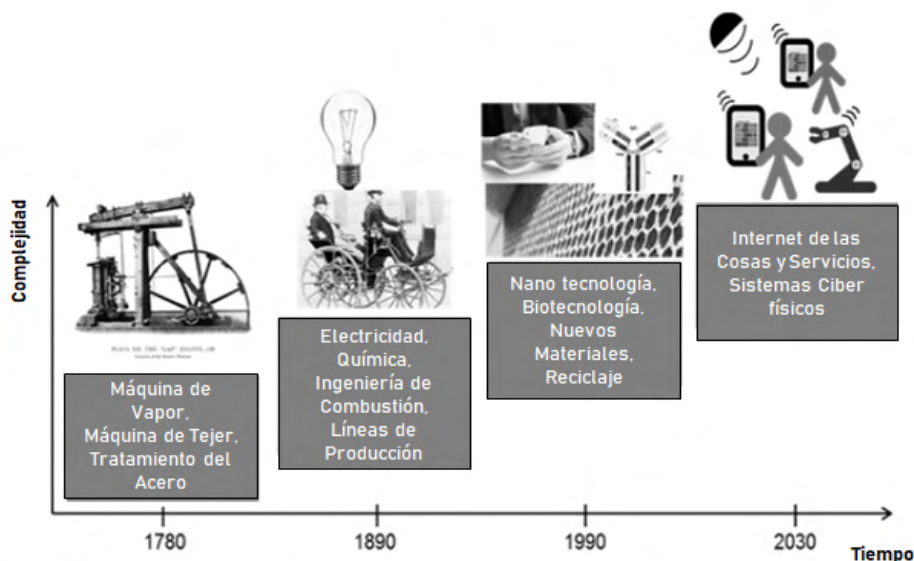 Complejidad
Máquina de
Vapor,
Máquina de Tejer,
Tratamiento del
Acero
Electricidad,
Química,
Ingeniería de
Combustión,
Líneas de
Producción
Nano tecnología,
Biotecnología,
Nuevos
Materiales,
Reciclaje
Internet de las
Cosas y Servicios,
Sistemas Ciber
físicos
1780
1890
1990
2030
Tiempo